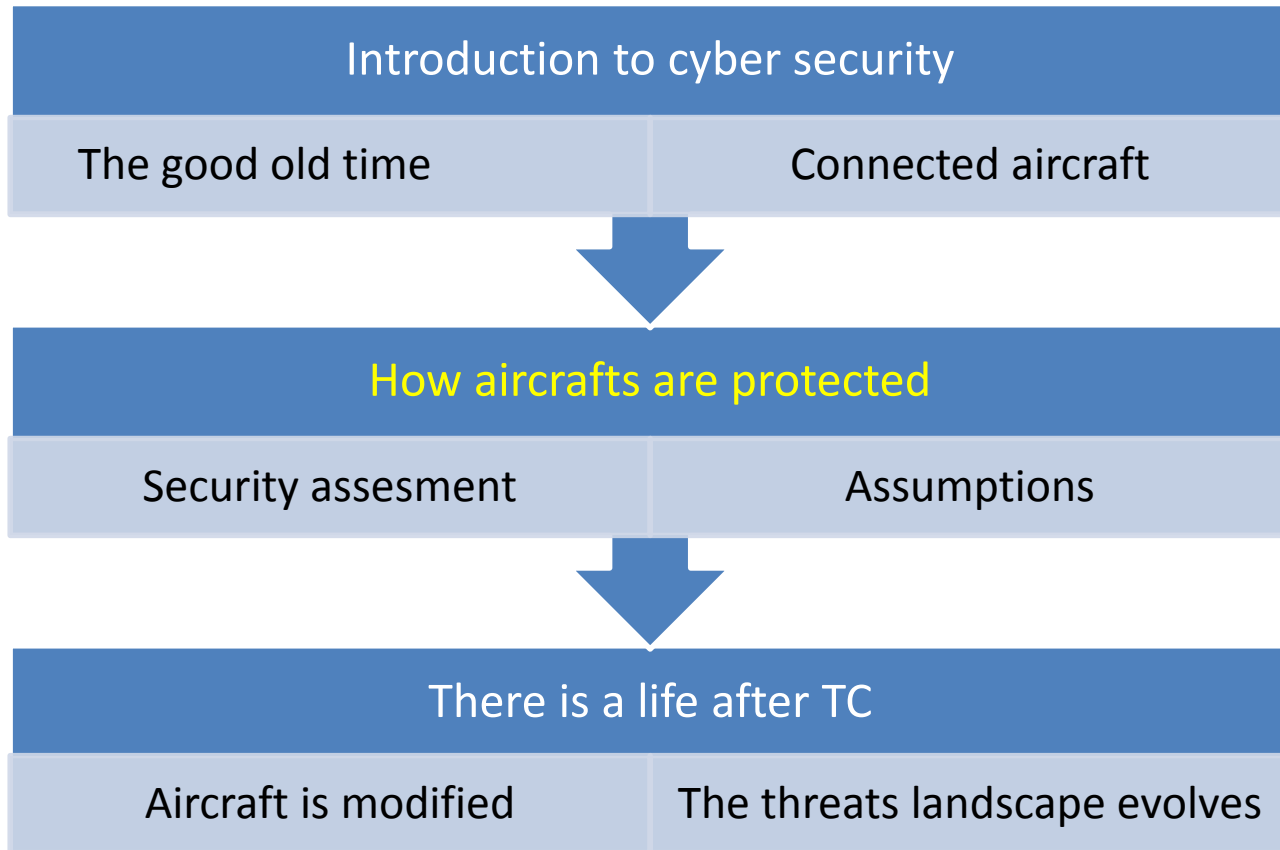 Introduction to cyber security
The good old time
Connected aircraft
How aircrafts are protected
Security assesment
Assumptions
There is a life after TC
Aircraft is modified
The threats landscape evolves